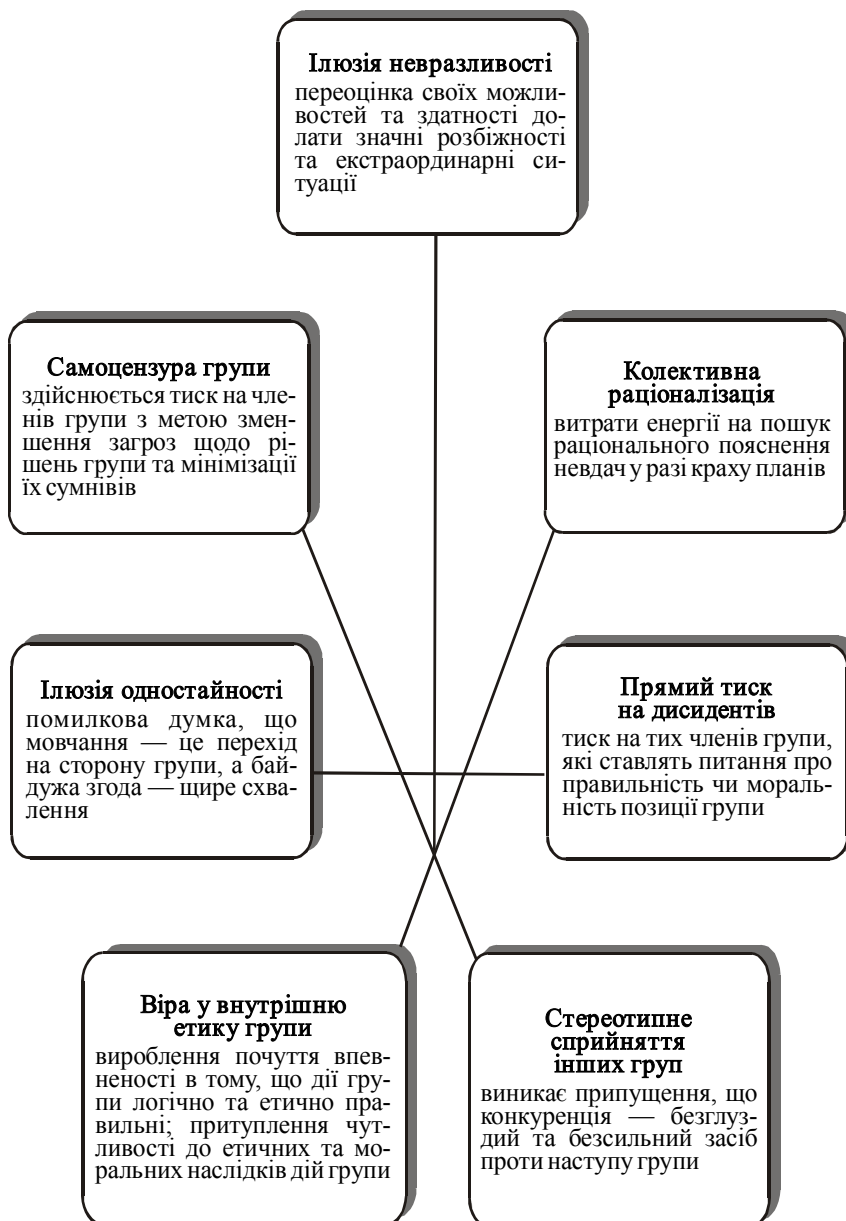 Ілюзія невразливості
переоцінка своїх можли-
востей та здатності до-
лати значні розбіжності
та екстраординарні си-
туації
Самоцензура групи
здійснюється тиск на чле-
нів групи з метою змен-
шення загроз щодо рі-
шень групи та мінімізації
їх сумнівів
Колективна
раціоналізація
витрати енергії на пошук
раціонального пояснення
невдач у разі краху планів
Ілюзія одностайності
помилкова думка, що
мовчання — це перехід
на сторону групи, а бай-
дужа згода — щире схва-
лення
Прямий тиск
на дисидентів
тиск на тих членів групи,
які ставлять питання про
правильність чи мораль-
ність позиції групи
Віра у внутрішню
етику групи
вироблення почуття впев-
неності в тому, що дії гру-
пи логічно та етично пра-
вильні; притуплення чут-
ливості до етичних та мо-
ральних наслідків дій групи
Стереотипне
сприйняття
інших груп
виникає припущення, що
конкуренція — безглуз-
дий та безсильний засіб
проти наступу групи